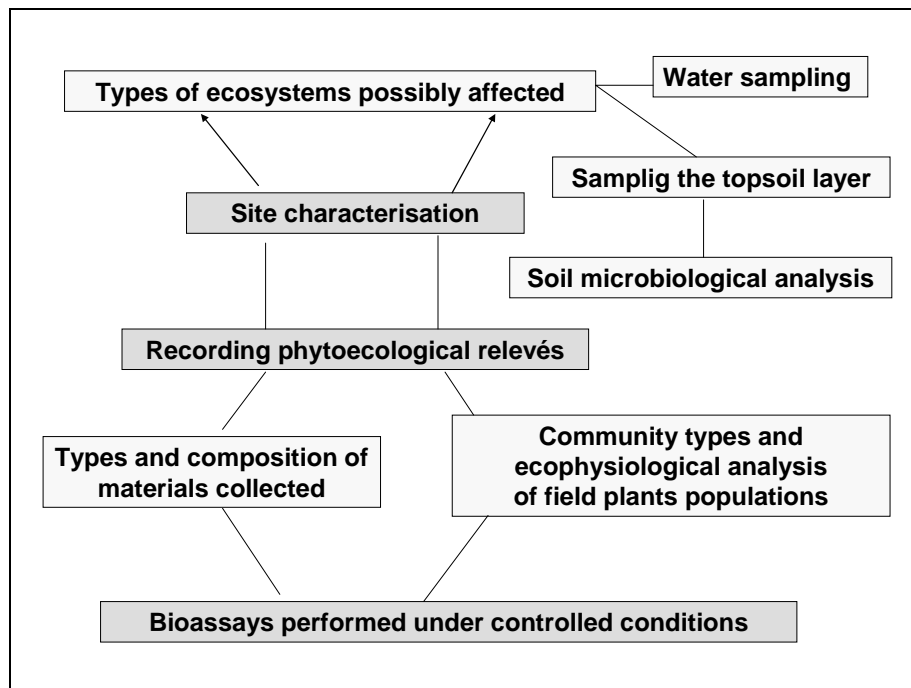 Types of ecosystems possibly affected
Water sampling
Samplig the topsoil layer
Site characterisation
Soil microbiological analysis
Recording phytoecological relevés
Types and composition of
materials collected
Community types and
ecophysiological analysis
of field plants populations
Bioassays performed under controlled conditions